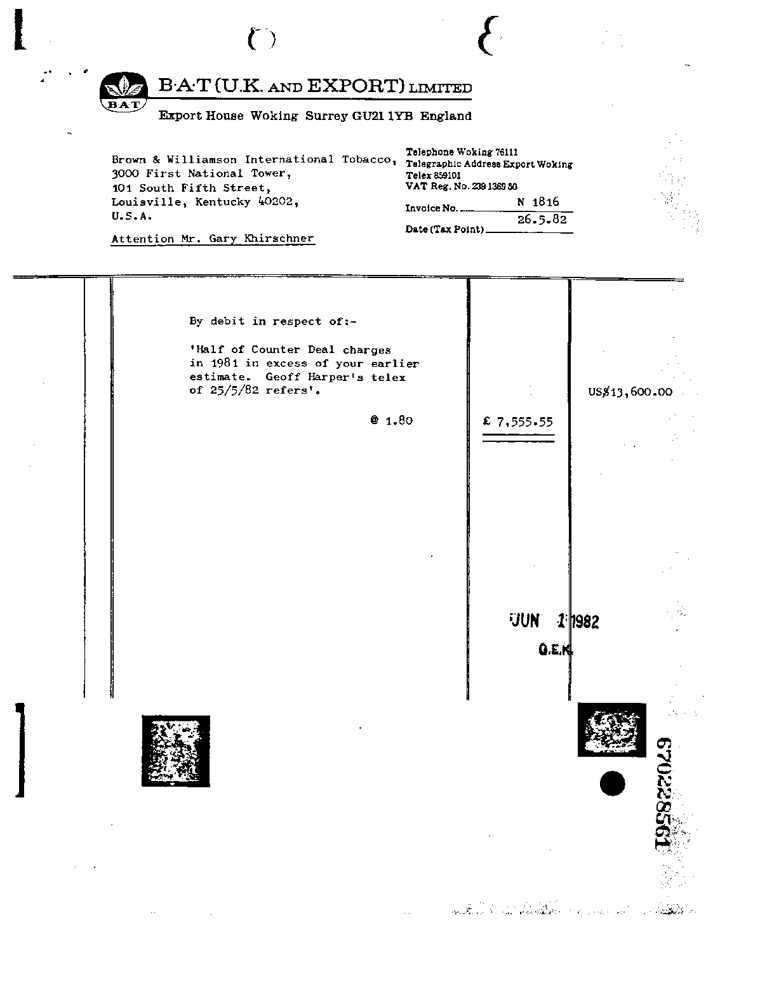 B·A·T (U.K. AND EXPORT) LIMITED
BAT
Export House Woking Surrey GU21 1YB England
Brown & Williamson International Tobacco,
3000 First National Tower,
101 South Fifth Street,
Louisville, Kentucky 40202,
U.S.A.
Attention Mr. Gary Khirschner
Telephone Woking 76111
Telegraphic Address Export Woking
Telex 859101
VAT Reg. No. 239 1365 50
Invoice No. N 1816
26.5.82
Date (Tax Point)
By debit in respect of:-
'Half of Counter Deal charges
in 1981 in excess of your earlier
estimate. Geoff Harper's telex
of 25/5/82 refers'.
US$13,600.00
@ 1.80 £ 7,555.55
JUN 1 1982
Q.E.K.
670228561